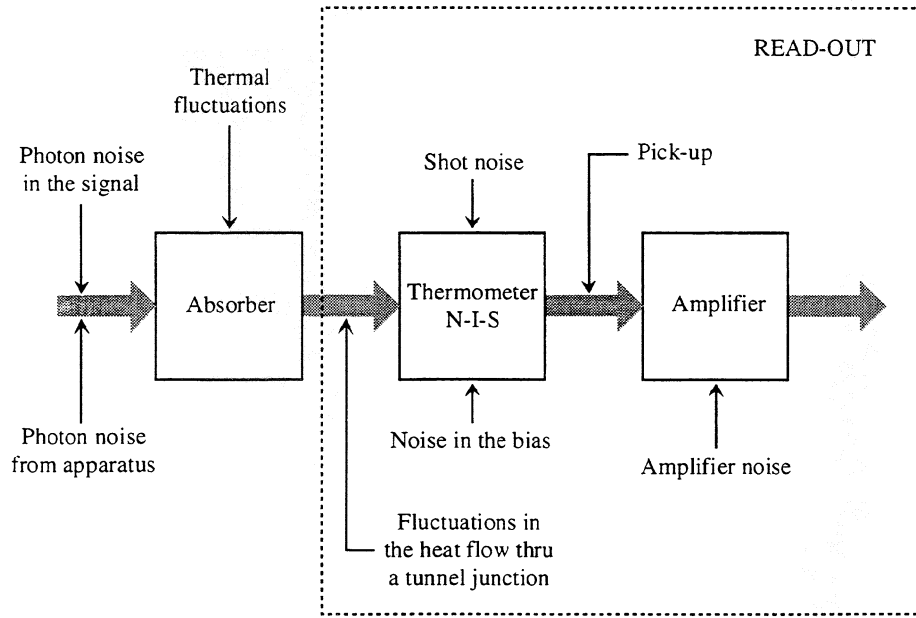 READ-OUT
Thermal
fluctuations
Photon noise
in the signal
Shot noise
Pick-up
Absorber
Thermometer
N-I-S
Amplifier
Photon noise
from apparatus
Noise in the bias
Amplifier noise
Fluctuations in
the heat flow thru
a tunnel junction